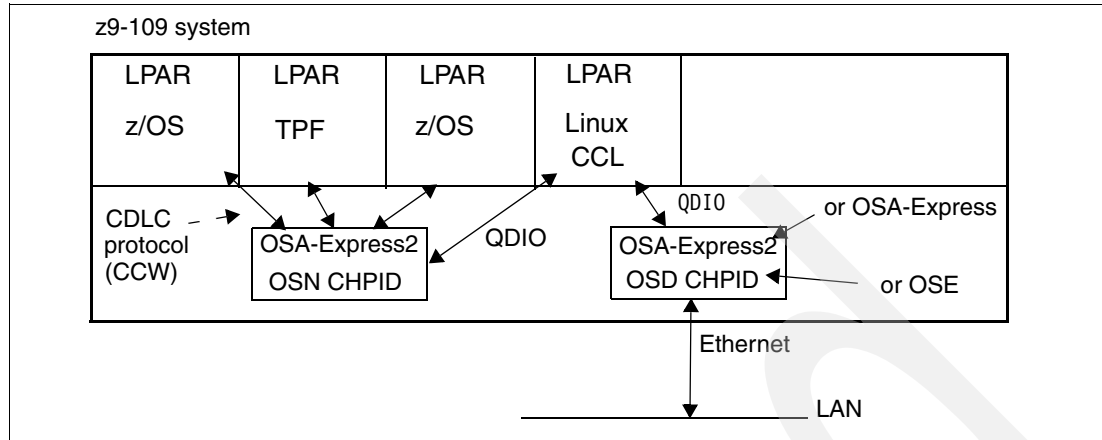 z9-109 system
LPAR
z/OS
LPAR
TPF
LPAR
z/OS
LPAR
Linux
CCL
CDLC
protocol
(CCW)
OSA-Express2
OSN CHPID
QDIO
QDIO
OSA-Express2
OSD CHPID
or OSA-Express
or OSE
Ethernet
LAN